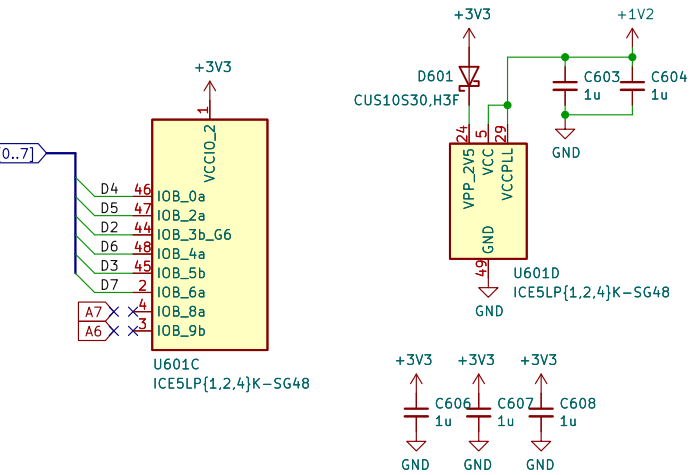 +3V3
1
VCCIO_2
0..7]
D4
46
IOB_0a
D5
47
IOB_2a
D2
44
IOB_3b_G6
D6
48
IOB_4a
D3
45
IOB_5b
D7
2
IOB_6a
A7
4
IOB_8a
A6
3
IOB_9b
U601C
ICE5LP{1,2,4}K-SG48
+3V3
D601
CUS10S30,H3F
+1V2
C603
1u
C604
1u
GND
24
5
29
VPP_2V5
VCC
VCCPLL
GND
49
U601D
ICE5LP{1,2,4}K-SG48
GND
+3V3
C606
1u
GND
+3V3
C607
1u
GND
+3V3
C608
1u
GND